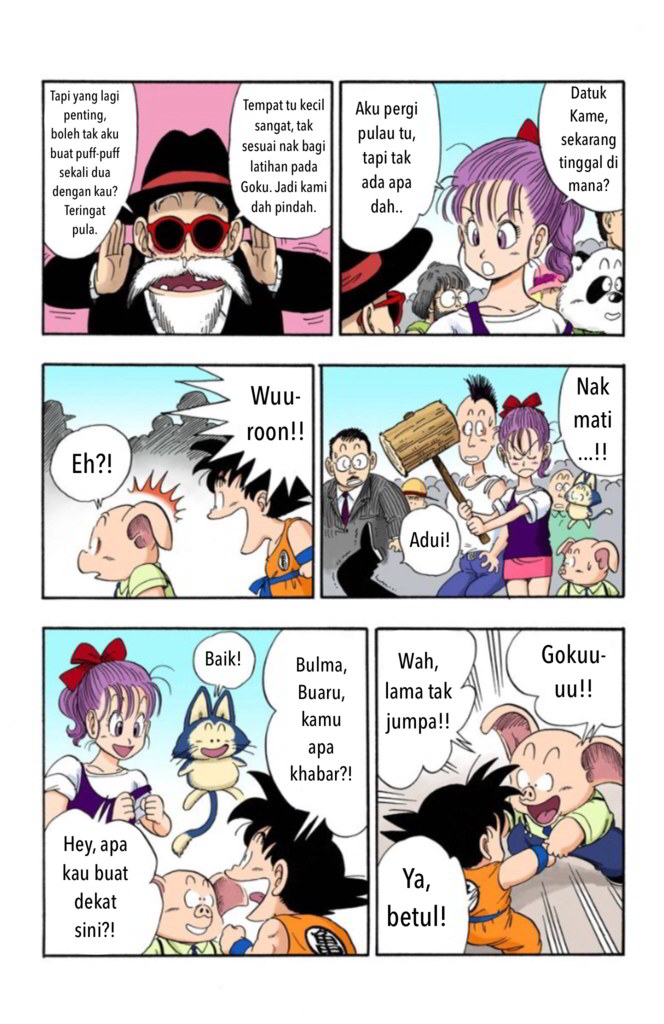 Datuk
Kame,
sekarang
tinggal di
mana?
Aku pergi
pulau tu,
tapi tak
ada apa
dah..
Tempat tu kecil
sangat, tak
sesuai nak bagi
latihan pada
Goku. Jadi kami
dah pindah.
Tapi yang lagi
penting,
boleh tak aku
buat puff-puff
sekali dua
dengan kau?
Teringat
pula.
Nak
mati
...!!
Adui!
Wuu-
roon!!
Eh?!
Gokuu-
uu!!
Wah,
lama tak
jumpa!!
Ya,
betul!
Bulma,
Buaru,
kamu
apa
khabar?!
Baik!
Hey, apa
kau buat
dekat
sini?!